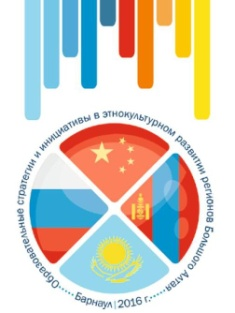 Образовательные стратегии и инициативы в этнокультурном развитии регионов Большого Алтая
Барнаул | 2016 г.